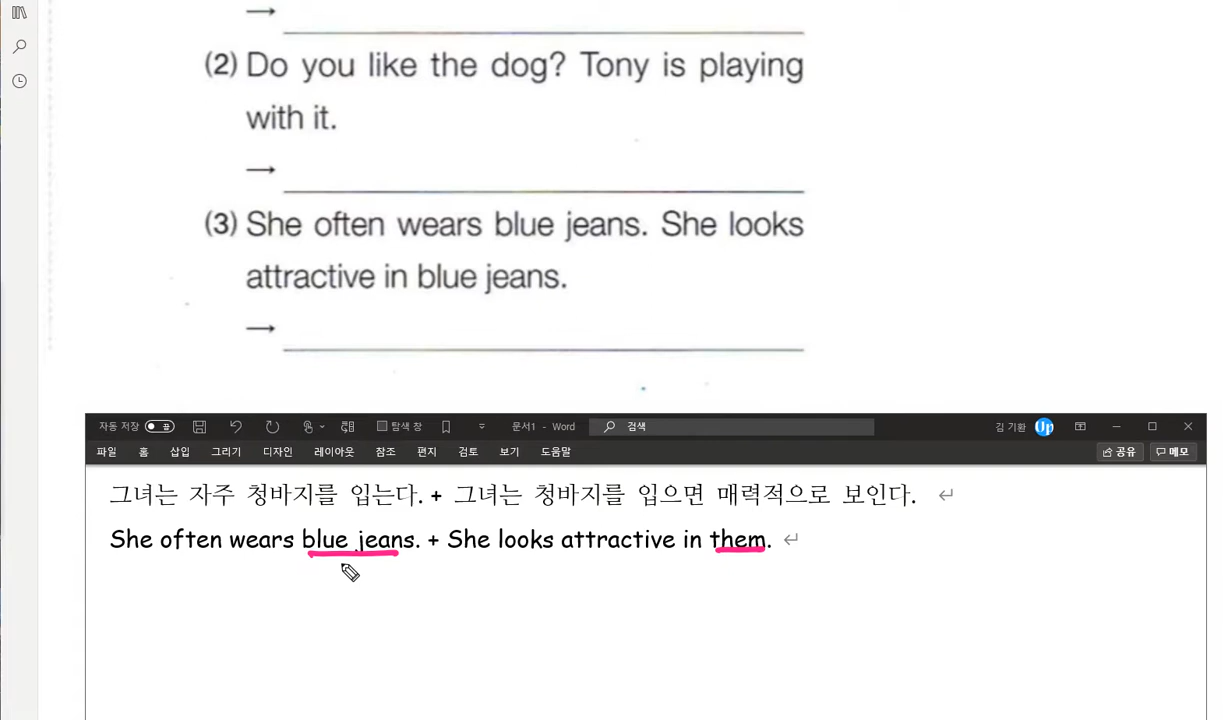 →
(2) Do you like the dog? Tony is playing
with it.
→
(3) She often wears blue jeans. She looks
attractive in blue jeans.
→
자동 저장 끔 탐색 창 문서1 - Word 검색 김 기환 Up
파일 홈 삽입 그리기 디자인 레이아웃 참조 편지 검토 보기 도움말 공유 메모
그녀는 자주 청바지를 입는다. + 그녀는 청바지를 입으면 매력적으로 보인다. ↵
She often wears blue jeans. + She looks attractive in them. ↵